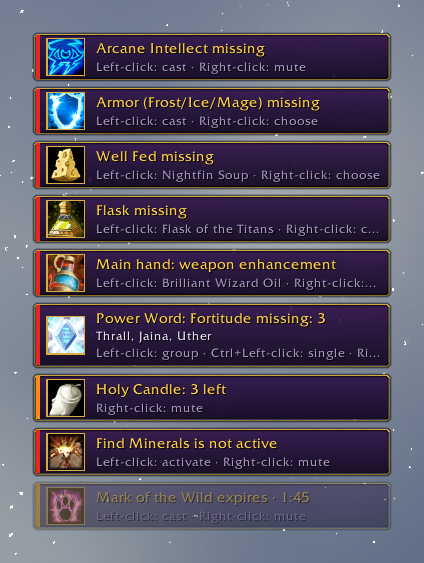 Arcane Intellect missing
Left-click: cast · Right-click: mute
Armor (Frost/Ice/Mage) missing
Left-click: cast · Right-click: choose
Well Fed missing
Left-click: Nightfin Soup · Right-click: choose
Flask missing
Left-click: Flask of the Titans · Right-click: c...
Main hand: weapon enhancement
Left-click: Brilliant Wizard Oil · Right-click:...
Power Word: Fortitude missing: 3
Thrall, Jaina, Uther
Left-click: group · Ctrl+Left-click: single · Ri...
Holy Candle: 3 left
Right-click: mute
Find Minerals is not active
Left-click: activate · Right-click: mute
Mark of the Wild expires · 1:45
Left-click: cast · Right-click: mute